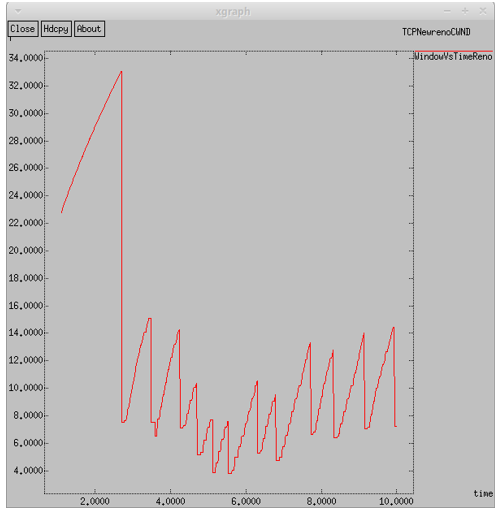 xgraph
Close Hdcpy About
TCPNewrenoCWND
WindowVsTimeReno
34.0000
32.0000
30.0000
28.0000
26.0000
24.0000
22.0000
20.0000
18.0000
16.0000
14.0000
12.0000
10.0000
8.0000
6.0000
4.0000
2.0000 4.0000 6.0000 8.0000 10.0000
time